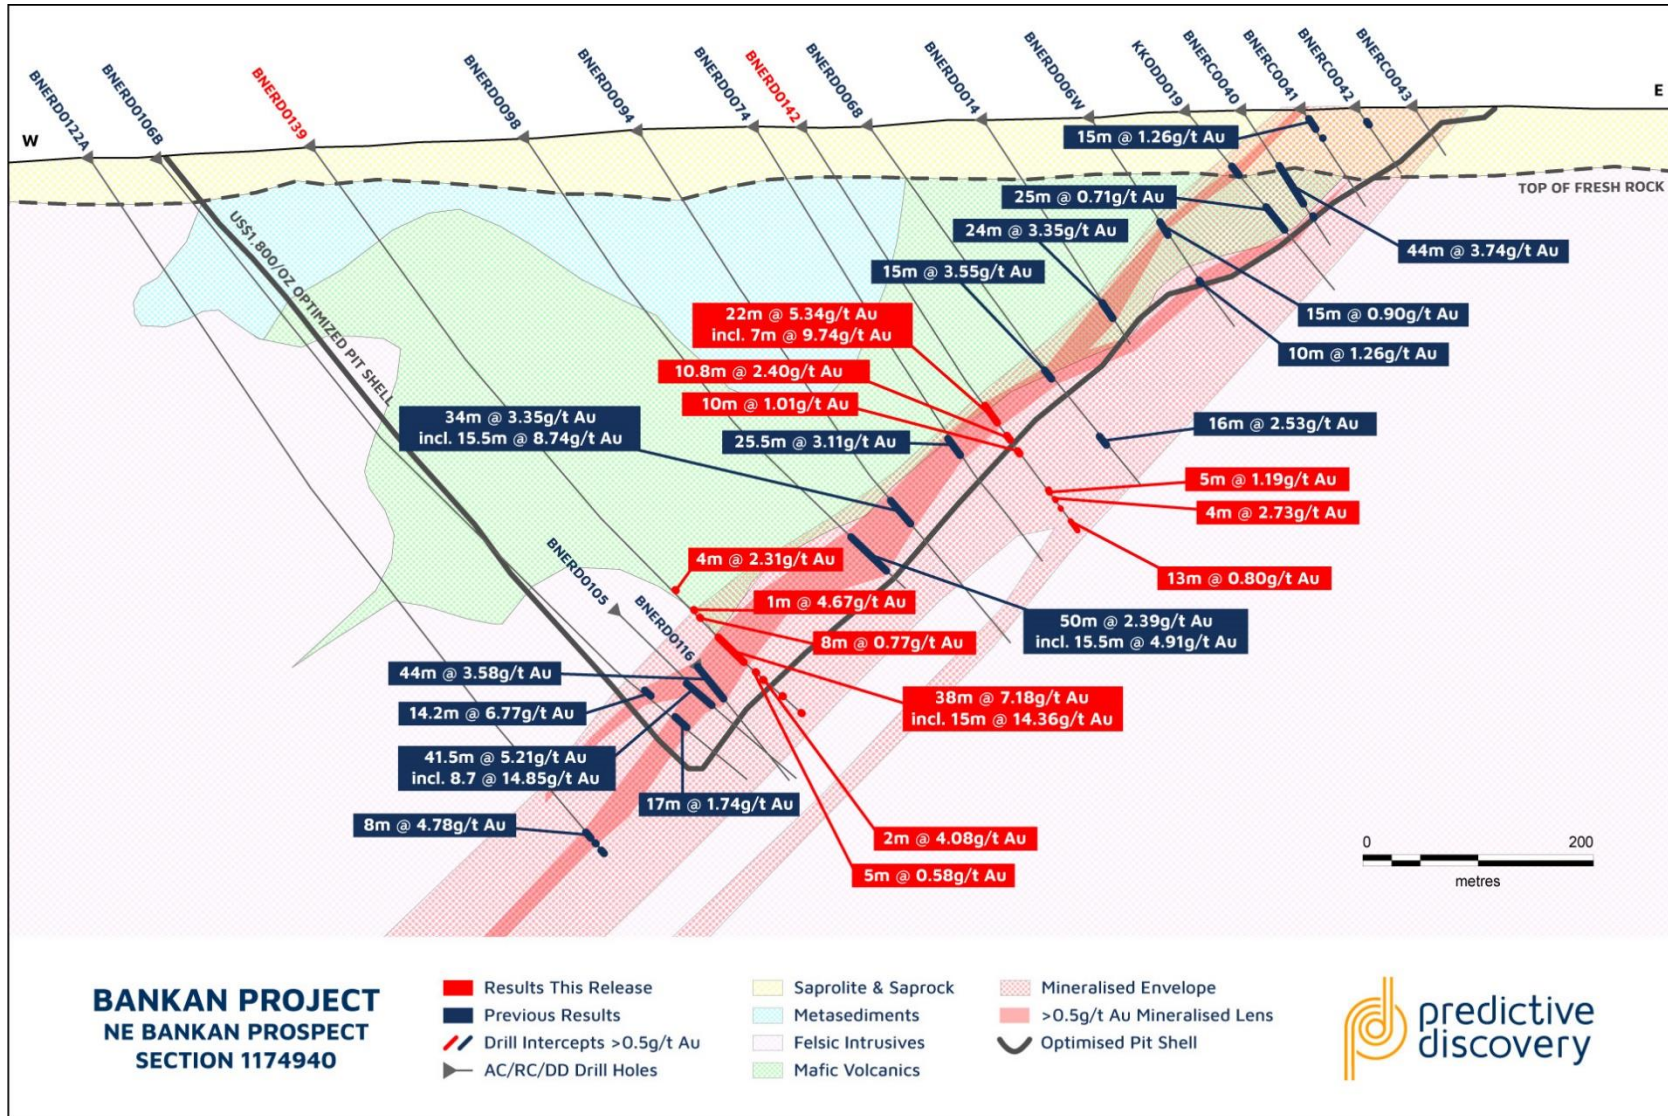 BNERD0122A
BNERD0106B
BNERD0139
BNERD0098
BNERD0094
BNERD0074
BNERD0142
BNERD0068
BNERD0014
BNERD006W
KKODD019
BNERC0040
BNERC0041
BNERC0042
BNERC0043
W
E
15m @ 1.26g/t Au
TOP OF FRESH ROCK
25m @ 0.71g/t Au
24m @ 3.35g/t Au
44m @ 3.74g/t Au
15m @ 3.55g/t Au
US$1,800/OZ OPTIMIZED PIT SHELL
22m @ 5.34g/t Au
incl. 7m @ 9.74g/t Au
15m @ 0.90g/t Au
10m @ 1.26g/t Au
10.8m @ 2.40g/t Au
10m @ 1.01g/t Au
34m @ 3.35g/t Au
incl. 15.5m @ 8.74g/t Au
25.5m @ 3.11g/t Au
16m @ 2.53g/t Au
5m @ 1.19g/t Au
4m @ 2.73g/t Au
13m @ 0.80g/t Au
BNERD0105
BNERD0116
4m @ 2.31g/t Au
1m @ 4.67g/t Au
8m @ 0.77g/t Au
50m @ 2.39g/t Au
incl. 15.5m @ 4.91g/t Au
44m @ 3.58g/t Au
14.2m @ 6.77g/t Au
38m @ 7.18g/t Au
incl. 15m @ 14.36g/t Au
41.5m @ 5.21g/t Au
incl. 8.7 @ 14.85g/t Au
17m @ 1.74g/t Au
8m @ 4.78g/t Au
2m @ 4.08g/t Au
5m @ 0.58g/t Au
0 200
metres
BANKAN PROJECT
NE BANKAN PROSPECT
SECTION 1174940
Results This Release
Previous Results
Drill Intercepts >0.5g/t Au
AC/RC/DD Drill Holes
Saprolite & Saprock
Metasediments
Felsic Intrusives
Mafic Volcanics
Mineralised Envelope
>0.5g/t Au Mineralised Lens
Optimised Pit Shell
predictive
discovery